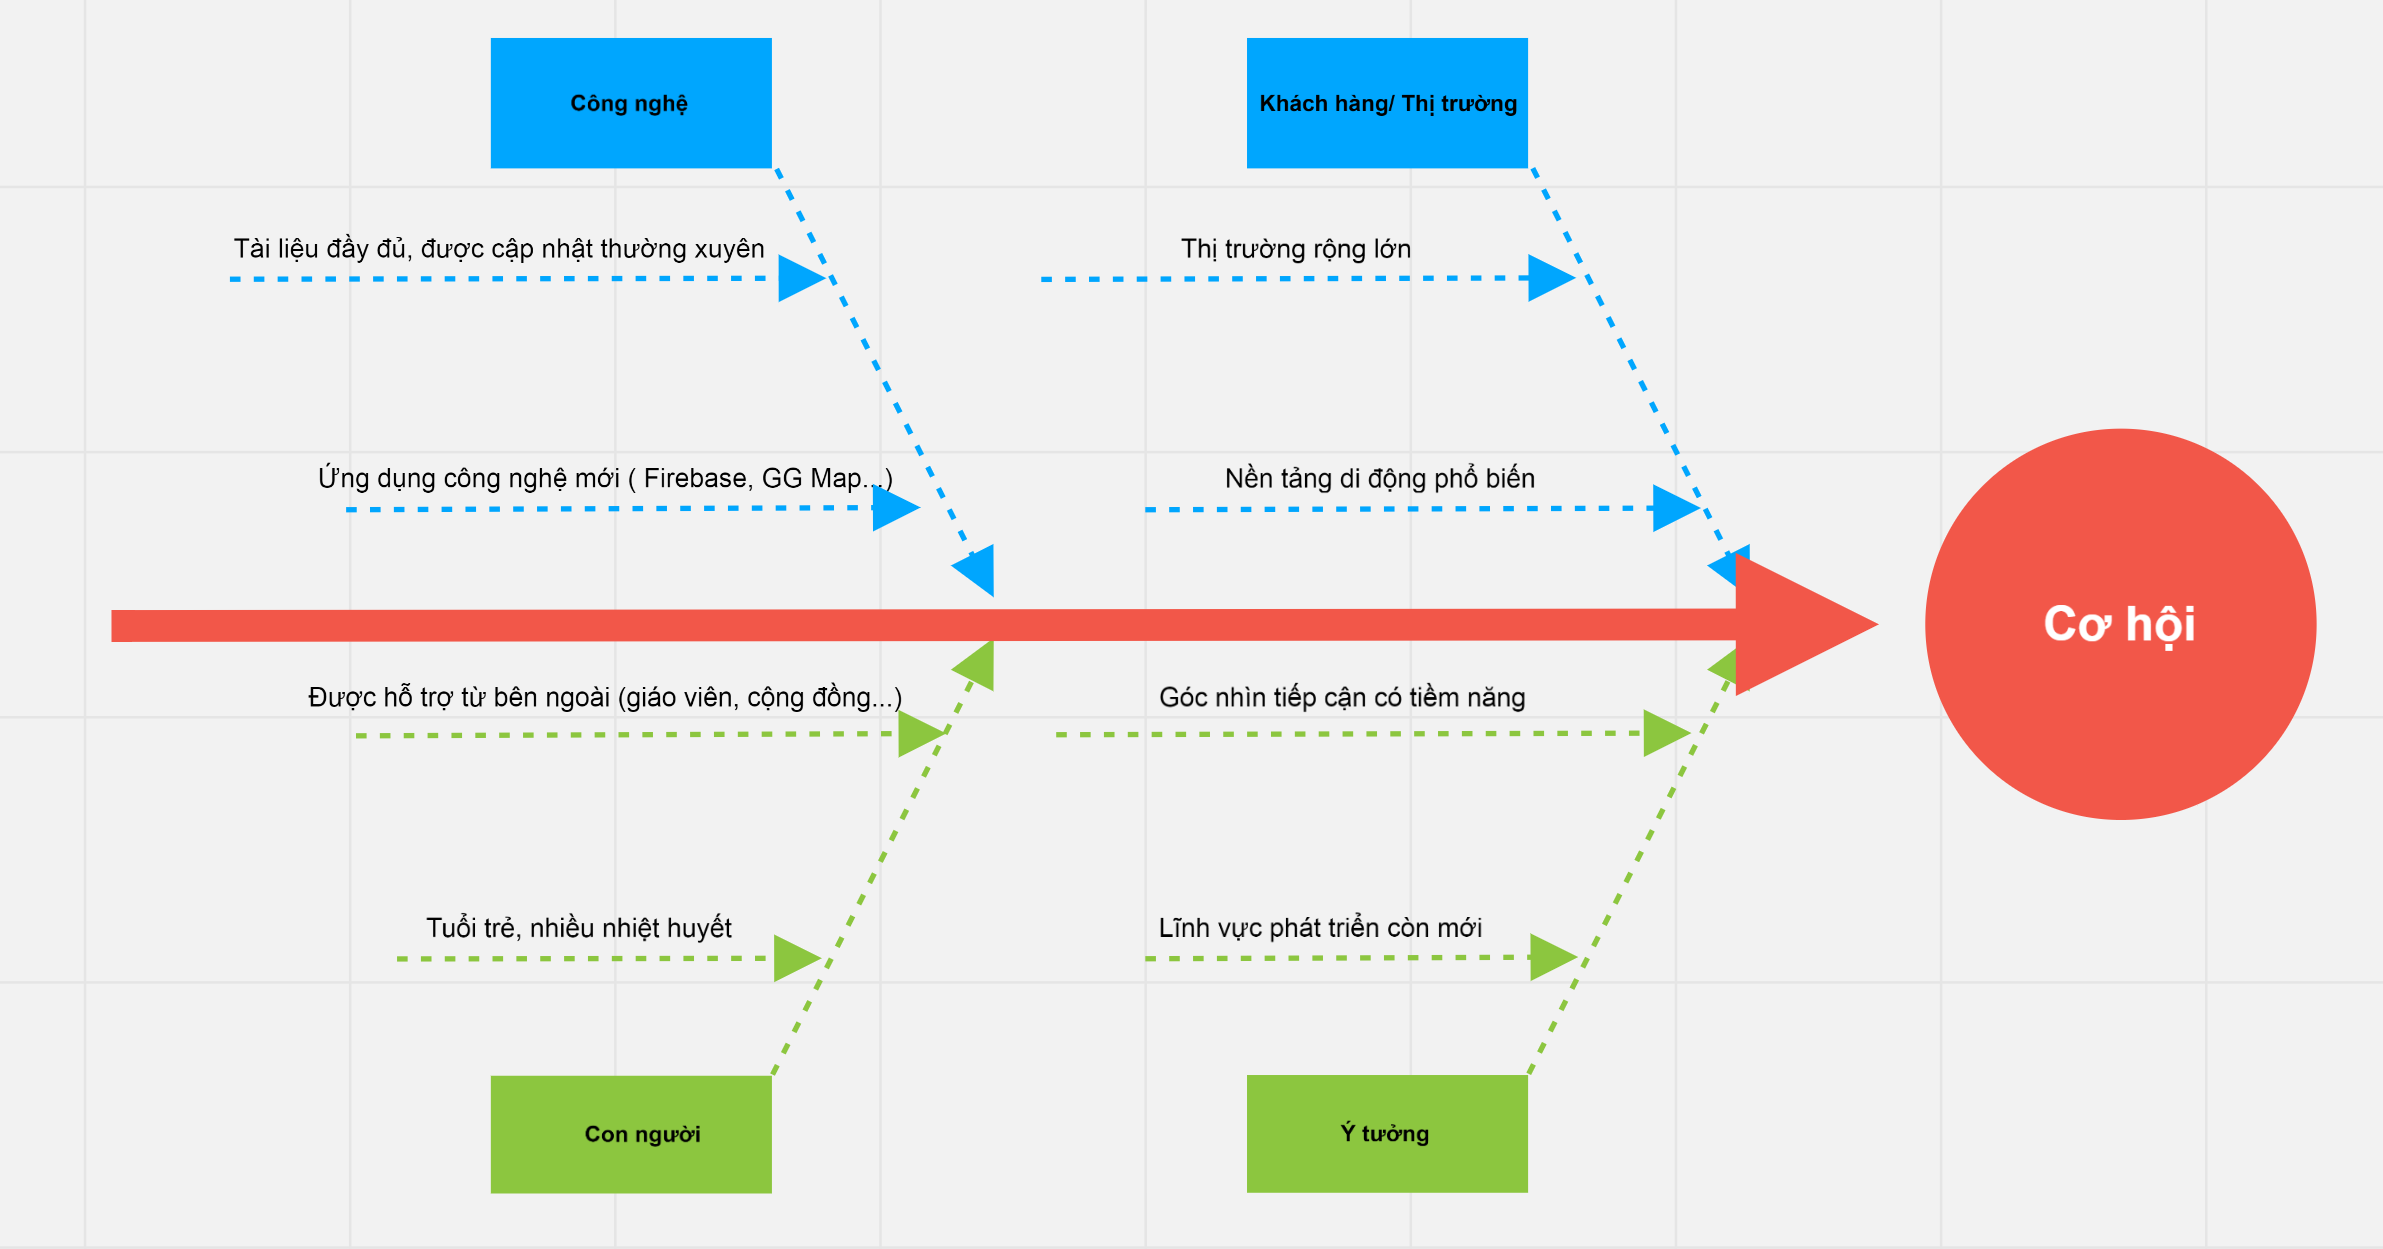 Công nghệ
Khách hàng/ Thị trường
Tài liệu đầy đủ, được cập nhật thường xuyên
Thị trường rộng lớn
Ứng dụng công nghệ mới ( Firebase, GG Map...)
Nền tảng di động phổ biến
Cơ hội
Được hỗ trợ từ bên ngoài (giáo viên, cộng đồng...)
Góc nhìn tiếp cận có tiềm năng
Tuổi trẻ, nhiều nhiệt huyết
Lĩnh vực phát triển còn mới
Con người
Ý tưởng